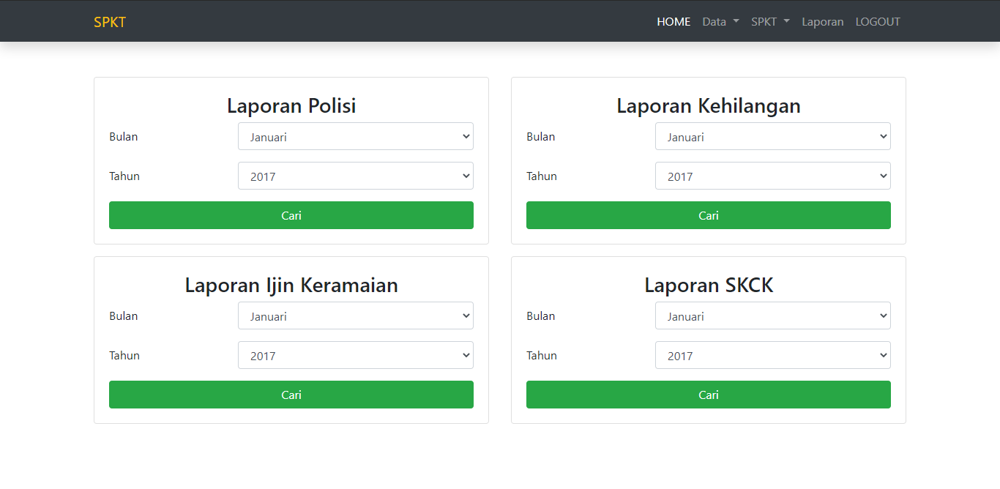 SPKT
HOME Data SPKT Laporan LOGOUT
Laporan Polisi
Bulan Januari
Tahun 2017
Cari
Laporan Kehilangan
Bulan Januari
Tahun 2017
Cari
Laporan Ijin Keramaian
Bulan Januari
Tahun 2017
Cari
Laporan SKCK
Bulan Januari
Tahun 2017
Cari